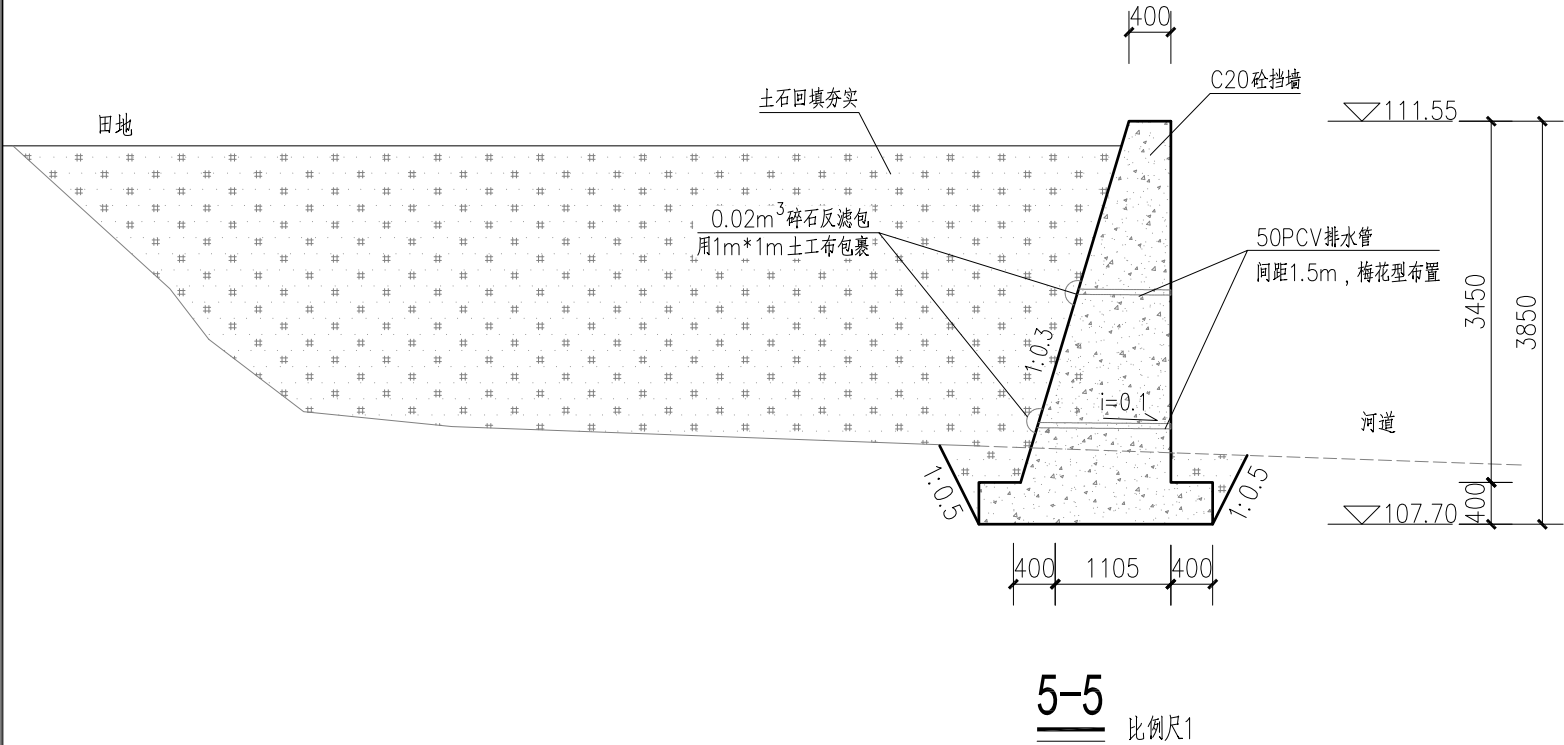 400
C20砼挡墙
土石回填夯实
111.55
田地
0.02m³碎石反滤包
用1m*1m土工布包裹
50PCV排水管
间距1.5m，梅花型布置
3450
3850
1:0.3
i=0.1
河道
1:0.5
1:0.5
400
107.70
400
1105
400
5-5
比例尺1